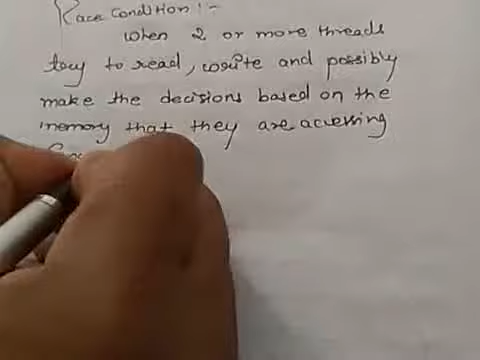 Race Condition :-
When 2 or more threads
try to read, write and possibly
make the decisions based on the
memory that they are accessing